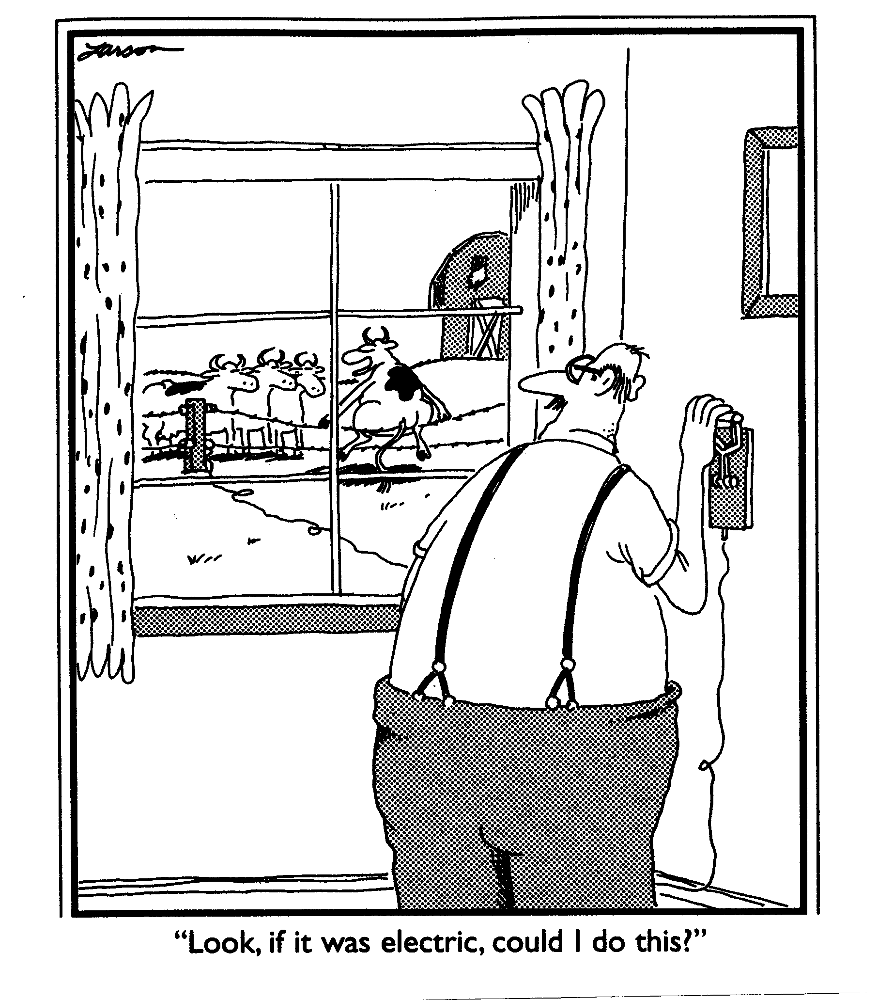 Larson
“Look, if it was electric, could I do this?”